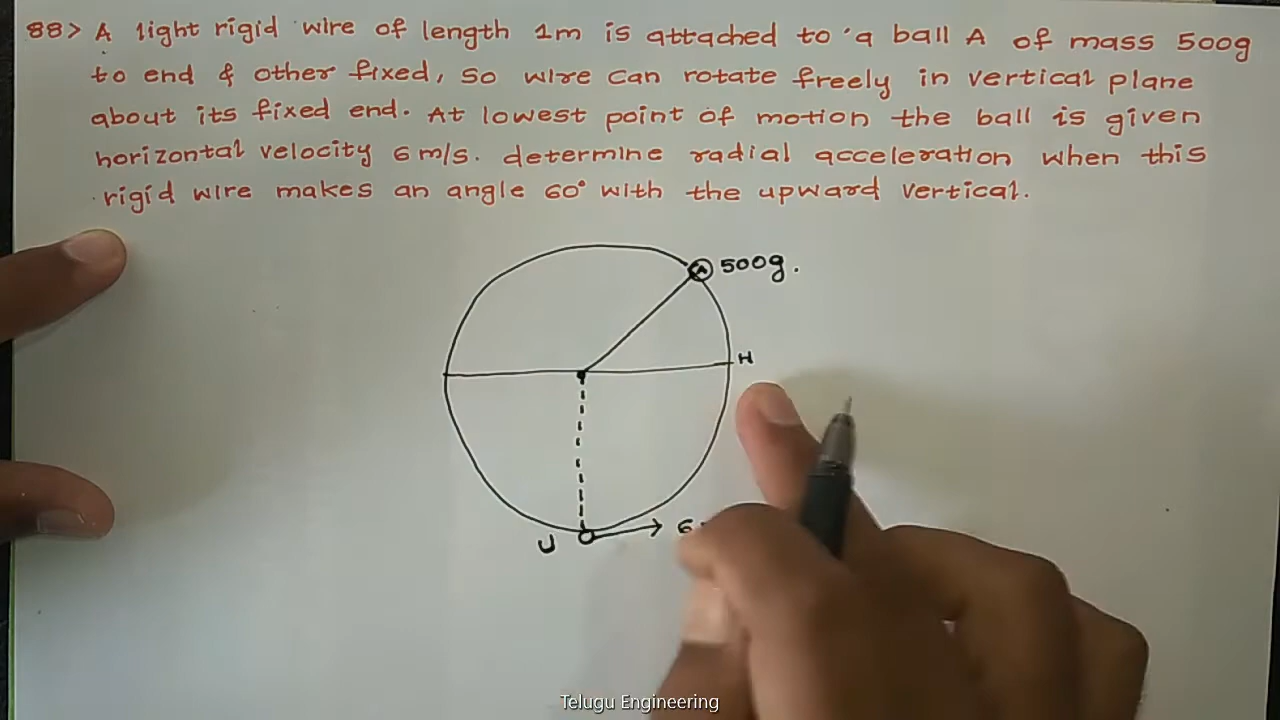 88> A light rigid wire of length 1m is attached to a ball A of mass 500g
to end & other fixed, so wire can rotate freely in vertical plane
about its fixed end. At lowest point of motion the ball is given
horizontal velocity 6 m/s. determine radial acceleration when this
rigid wire makes an angle 60° with the upward vertical.
A 500g.
H
U 6
Telugu Engineering